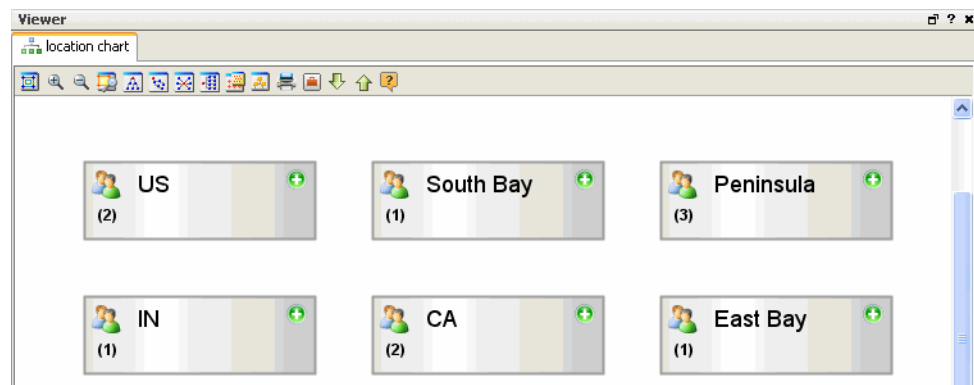 Viewer
location chart
US South Bay Peninsula
(2) (1) (3)
IN CA East Bay
(1) (2) (1)